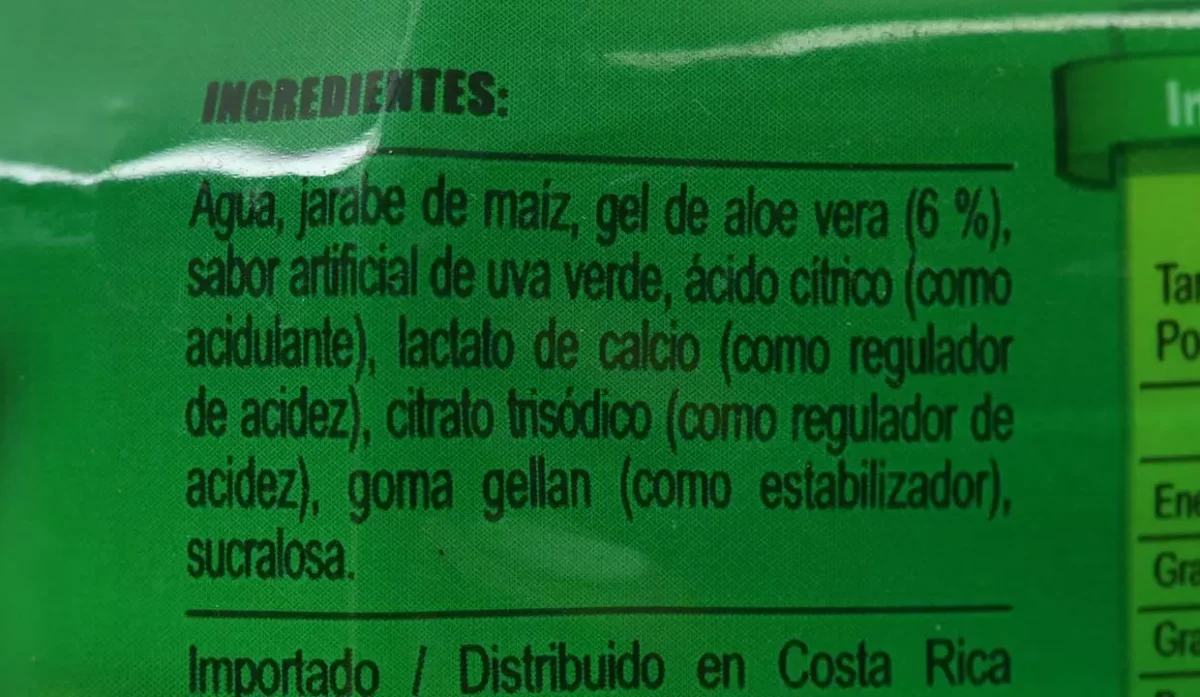 INGREDIENTES:
Agua, jarabe de maíz, gel de aloe vera (6 %),
sabor artificial de uva verde, ácido cítrico (como
acidulante), lactato de calcio (como regulador
de acidez), citrato trisódico (como regulador de
acidez), goma gellan (como estabilizador),
sucralosa.
Importado / Distribuido en Costa Rica